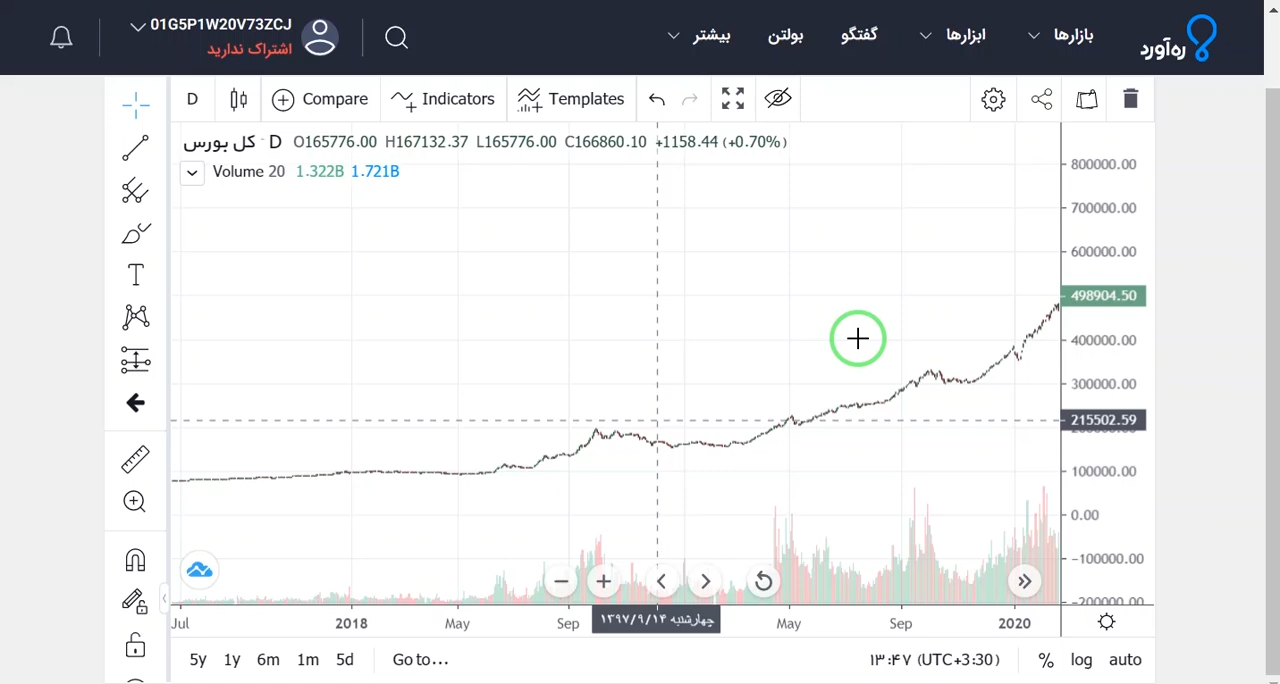 01G5P1W20V73ZCJ
اشتراک ندارید
بیشتر
بولتن
گفتگو
ابزارها
بازارها
ره‌آورد
D
Compare
Indicators
Templates
کل بورس · D O165776.00 H167132.37 L165776.00 C166860.10 +1158.44 (+0.70%)
Volume 20 1.322B 1.721B
800000.00
700000.00
600000.00
498904.50
400000.00
300000.00
215502.59
100000.00
0.00
-100000.00
-200000.00
Jul 2018 May Sep چهارشنبه ۱۳۹۷/۹/۱۴ May Sep 2020
5y 1y 6m 1m 5d Go to... ۱۳:۴۷ (UTC+3:30) % log auto